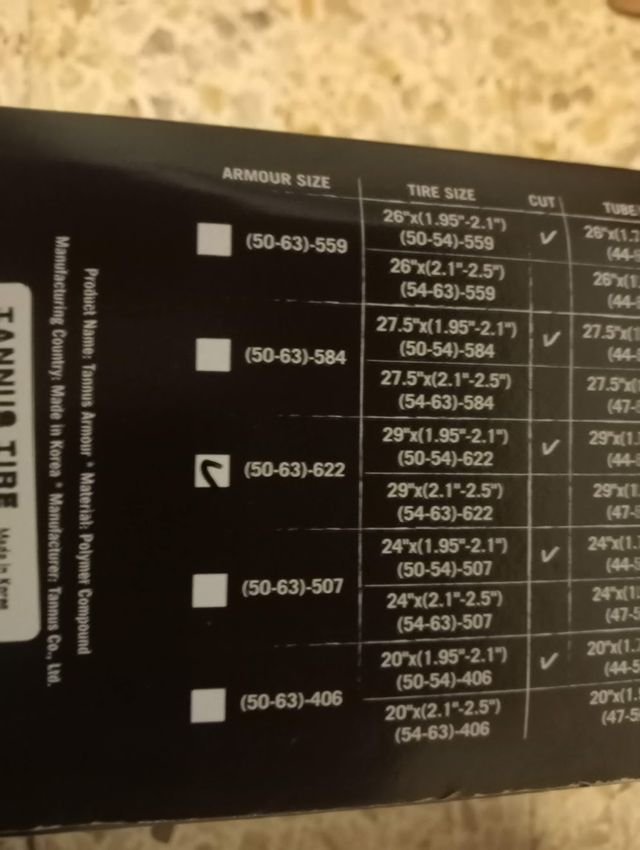 ARMOUR SIZE TIRE SIZE CUT TUBE
(50-63)-559 26"x(1.95"-2.1") ✓
(50-54)-559
26"x(2.1"-2.5")
(54-63)-559
(50-63)-584 27.5"x(1.95"-2.1") ✓
(50-54)-584
27.5"x(2.1"-2.5")
(54-63)-584
✓ (50-63)-622 29"x(1.95"-2.1") ✓
(50-54)-622
29"x(2.1"-2.5")
(54-63)-622
(50-63)-507 24"x(1.95"-2.1") ✓
(50-54)-507
24"x(2.1"-2.5")
(54-63)-507
(50-63)-406 20"x(1.95"-2.1") ✓
(50-54)-406
20"x(2.1"-2.5")
(54-63)-406
Product Name: Tannus Armour * Material: Polymer Compound
Manufacturing Country: Made in Korea * Manufacturer: Tannus Co., Ltd.
TANNUS TIRE Made in Korea